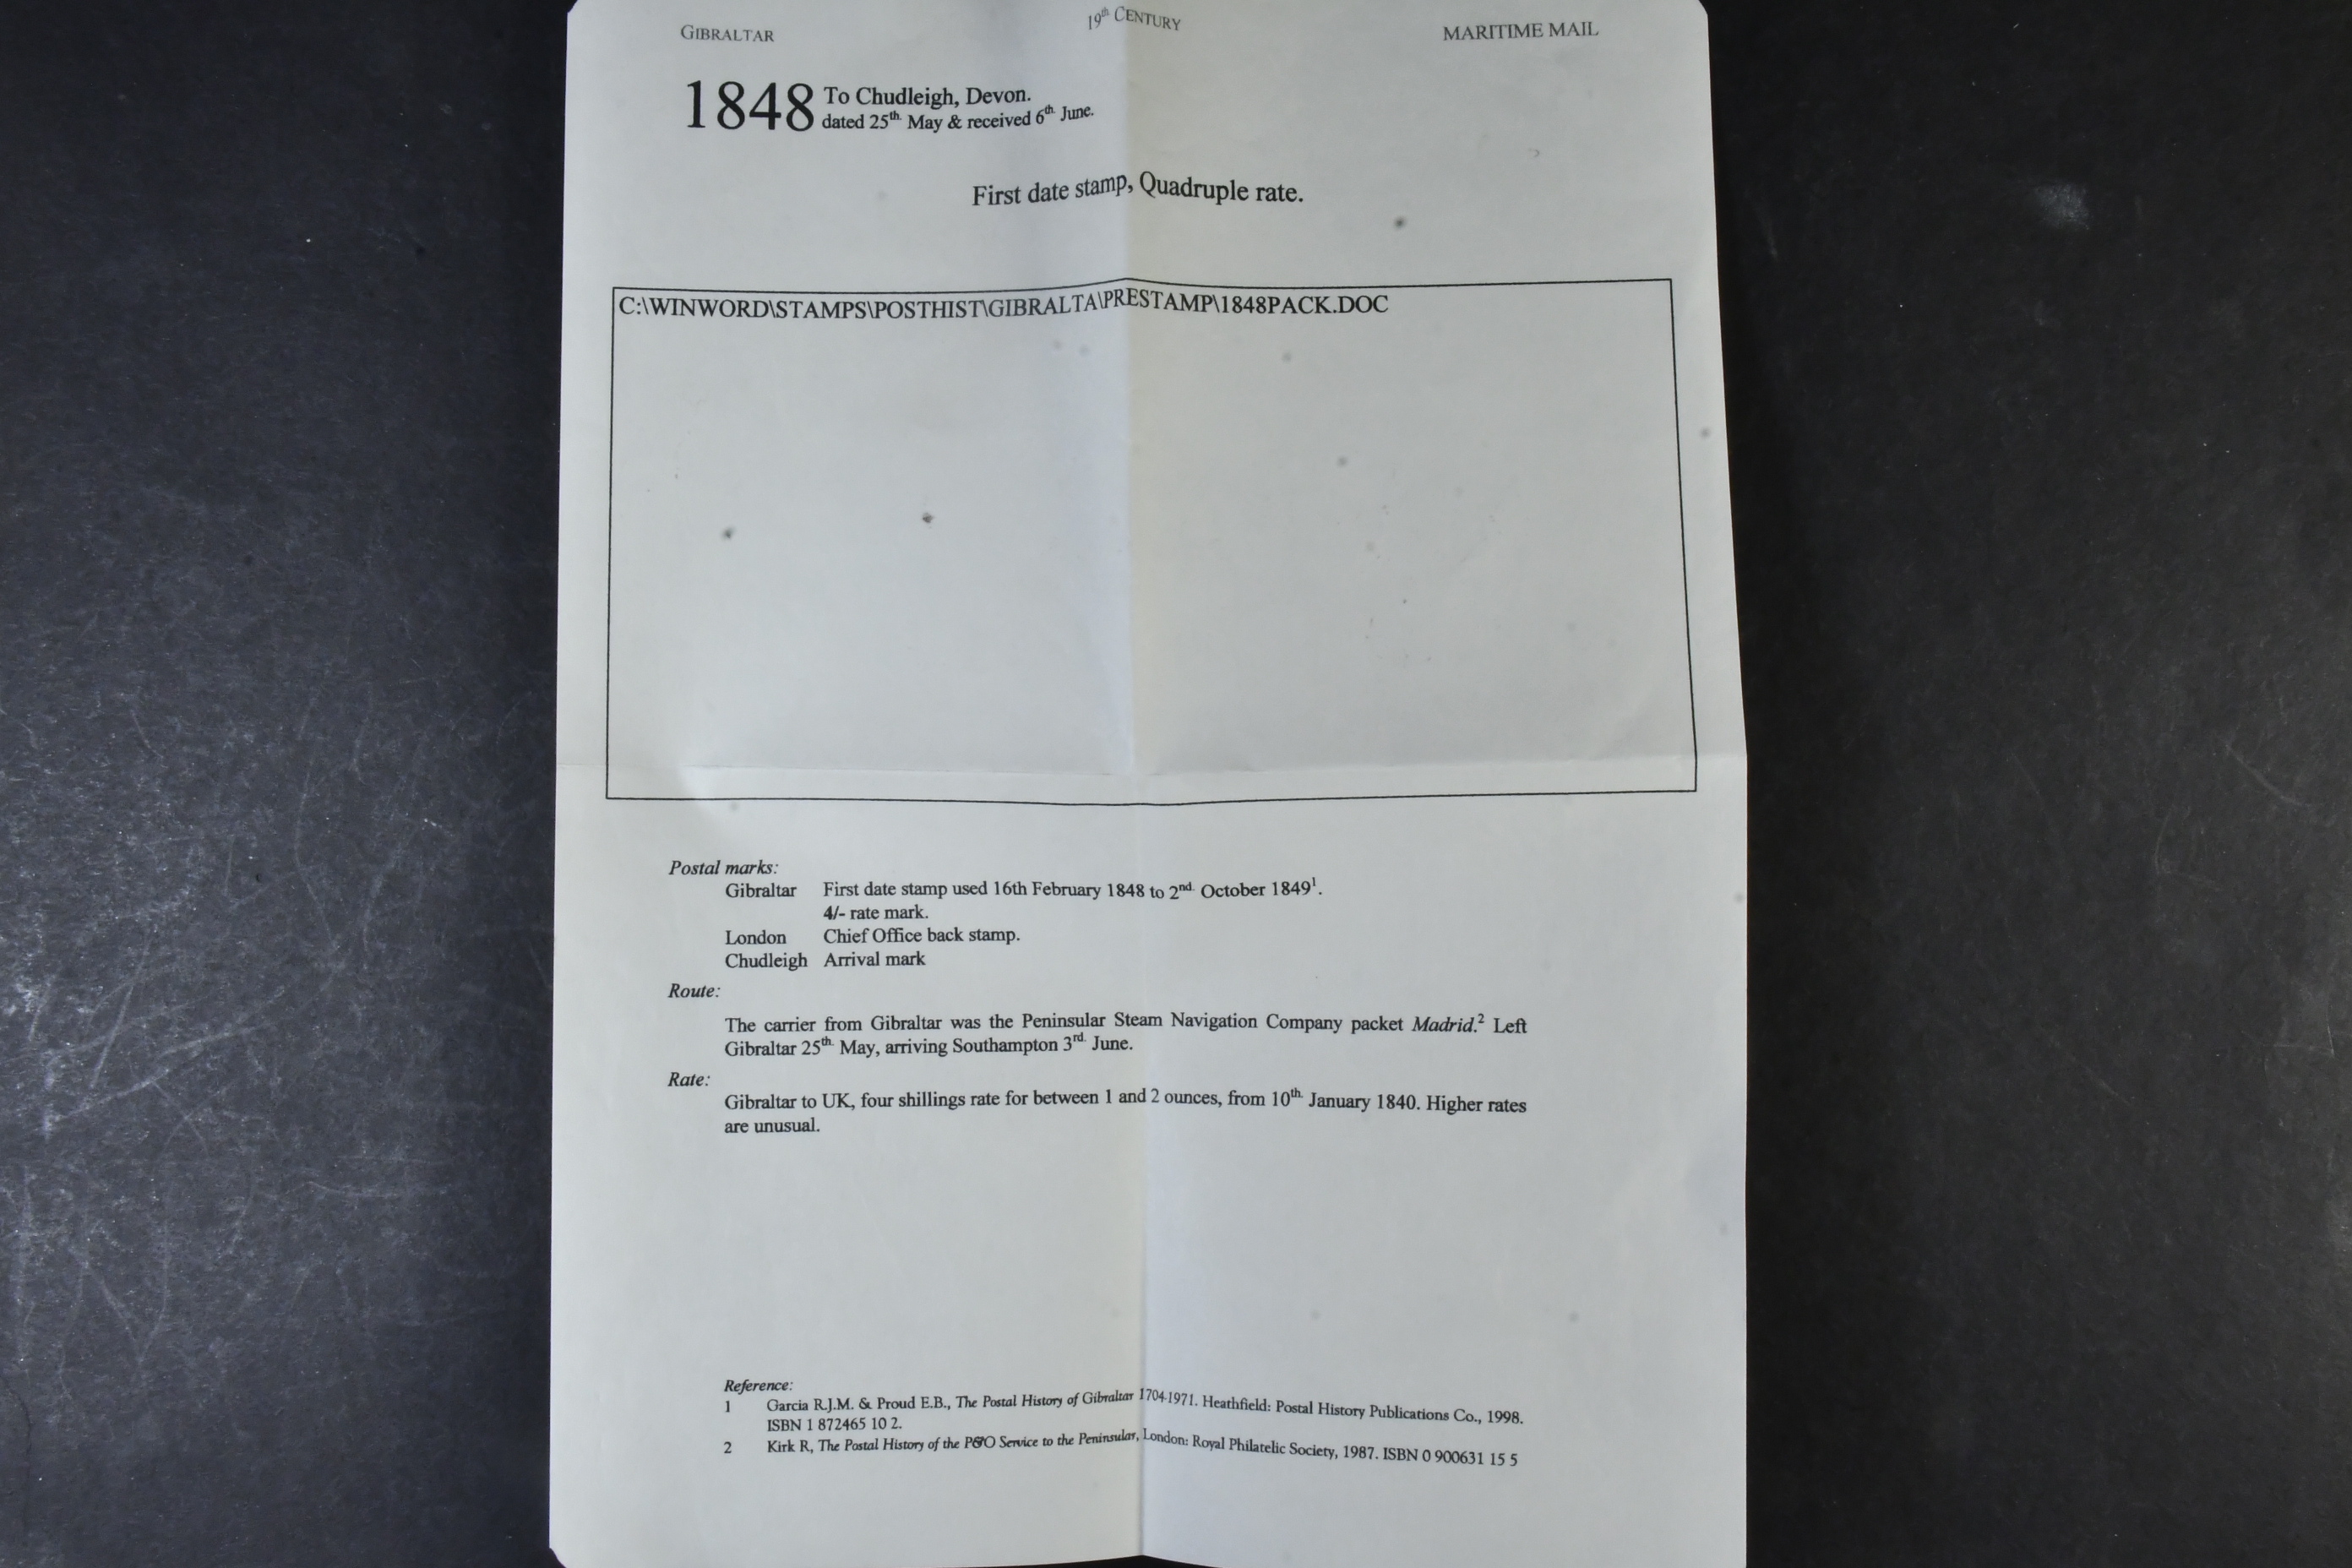 GIBRALTAR 19th CENTURY MARITIME MAIL
1848 To Chudleigh, Devon.
dated 25th. May & received 6th. June.
First date stamp, Quadruple rate.
C:\WINWORD\STAMPS\POSTHIST\GIBRALTA\PRESTAMP\1848PACK.DOC
Postal marks:
Gibraltar First date stamp used 16th February 1848 to 2nd. October 1849¹.
4/- rate mark.
London Chief Office back stamp.
Chudleigh Arrival mark
Route:
The carrier from Gibraltar was the Peninsular Steam Navigation Company packet Madrid.² Left
Gibraltar 25th. May, arriving Southampton 3rd. June.
Rate:
Gibraltar to UK, four shillings rate for between 1 and 2 ounces, from 10th. January 1840. Higher rates
are unusual.
Reference:
1 Garcia R.J.M. & Proud E.B., The Postal History of Gibraltar 1704-1971. Heathfield: Postal History Publications Co., 1998.
ISBN 1 872465 10 2.
2 Kirk R, The Postal History of the P&O Service to the Peninsular, London: Royal Philatelic Society, 1987. ISBN 0 900631 15 5